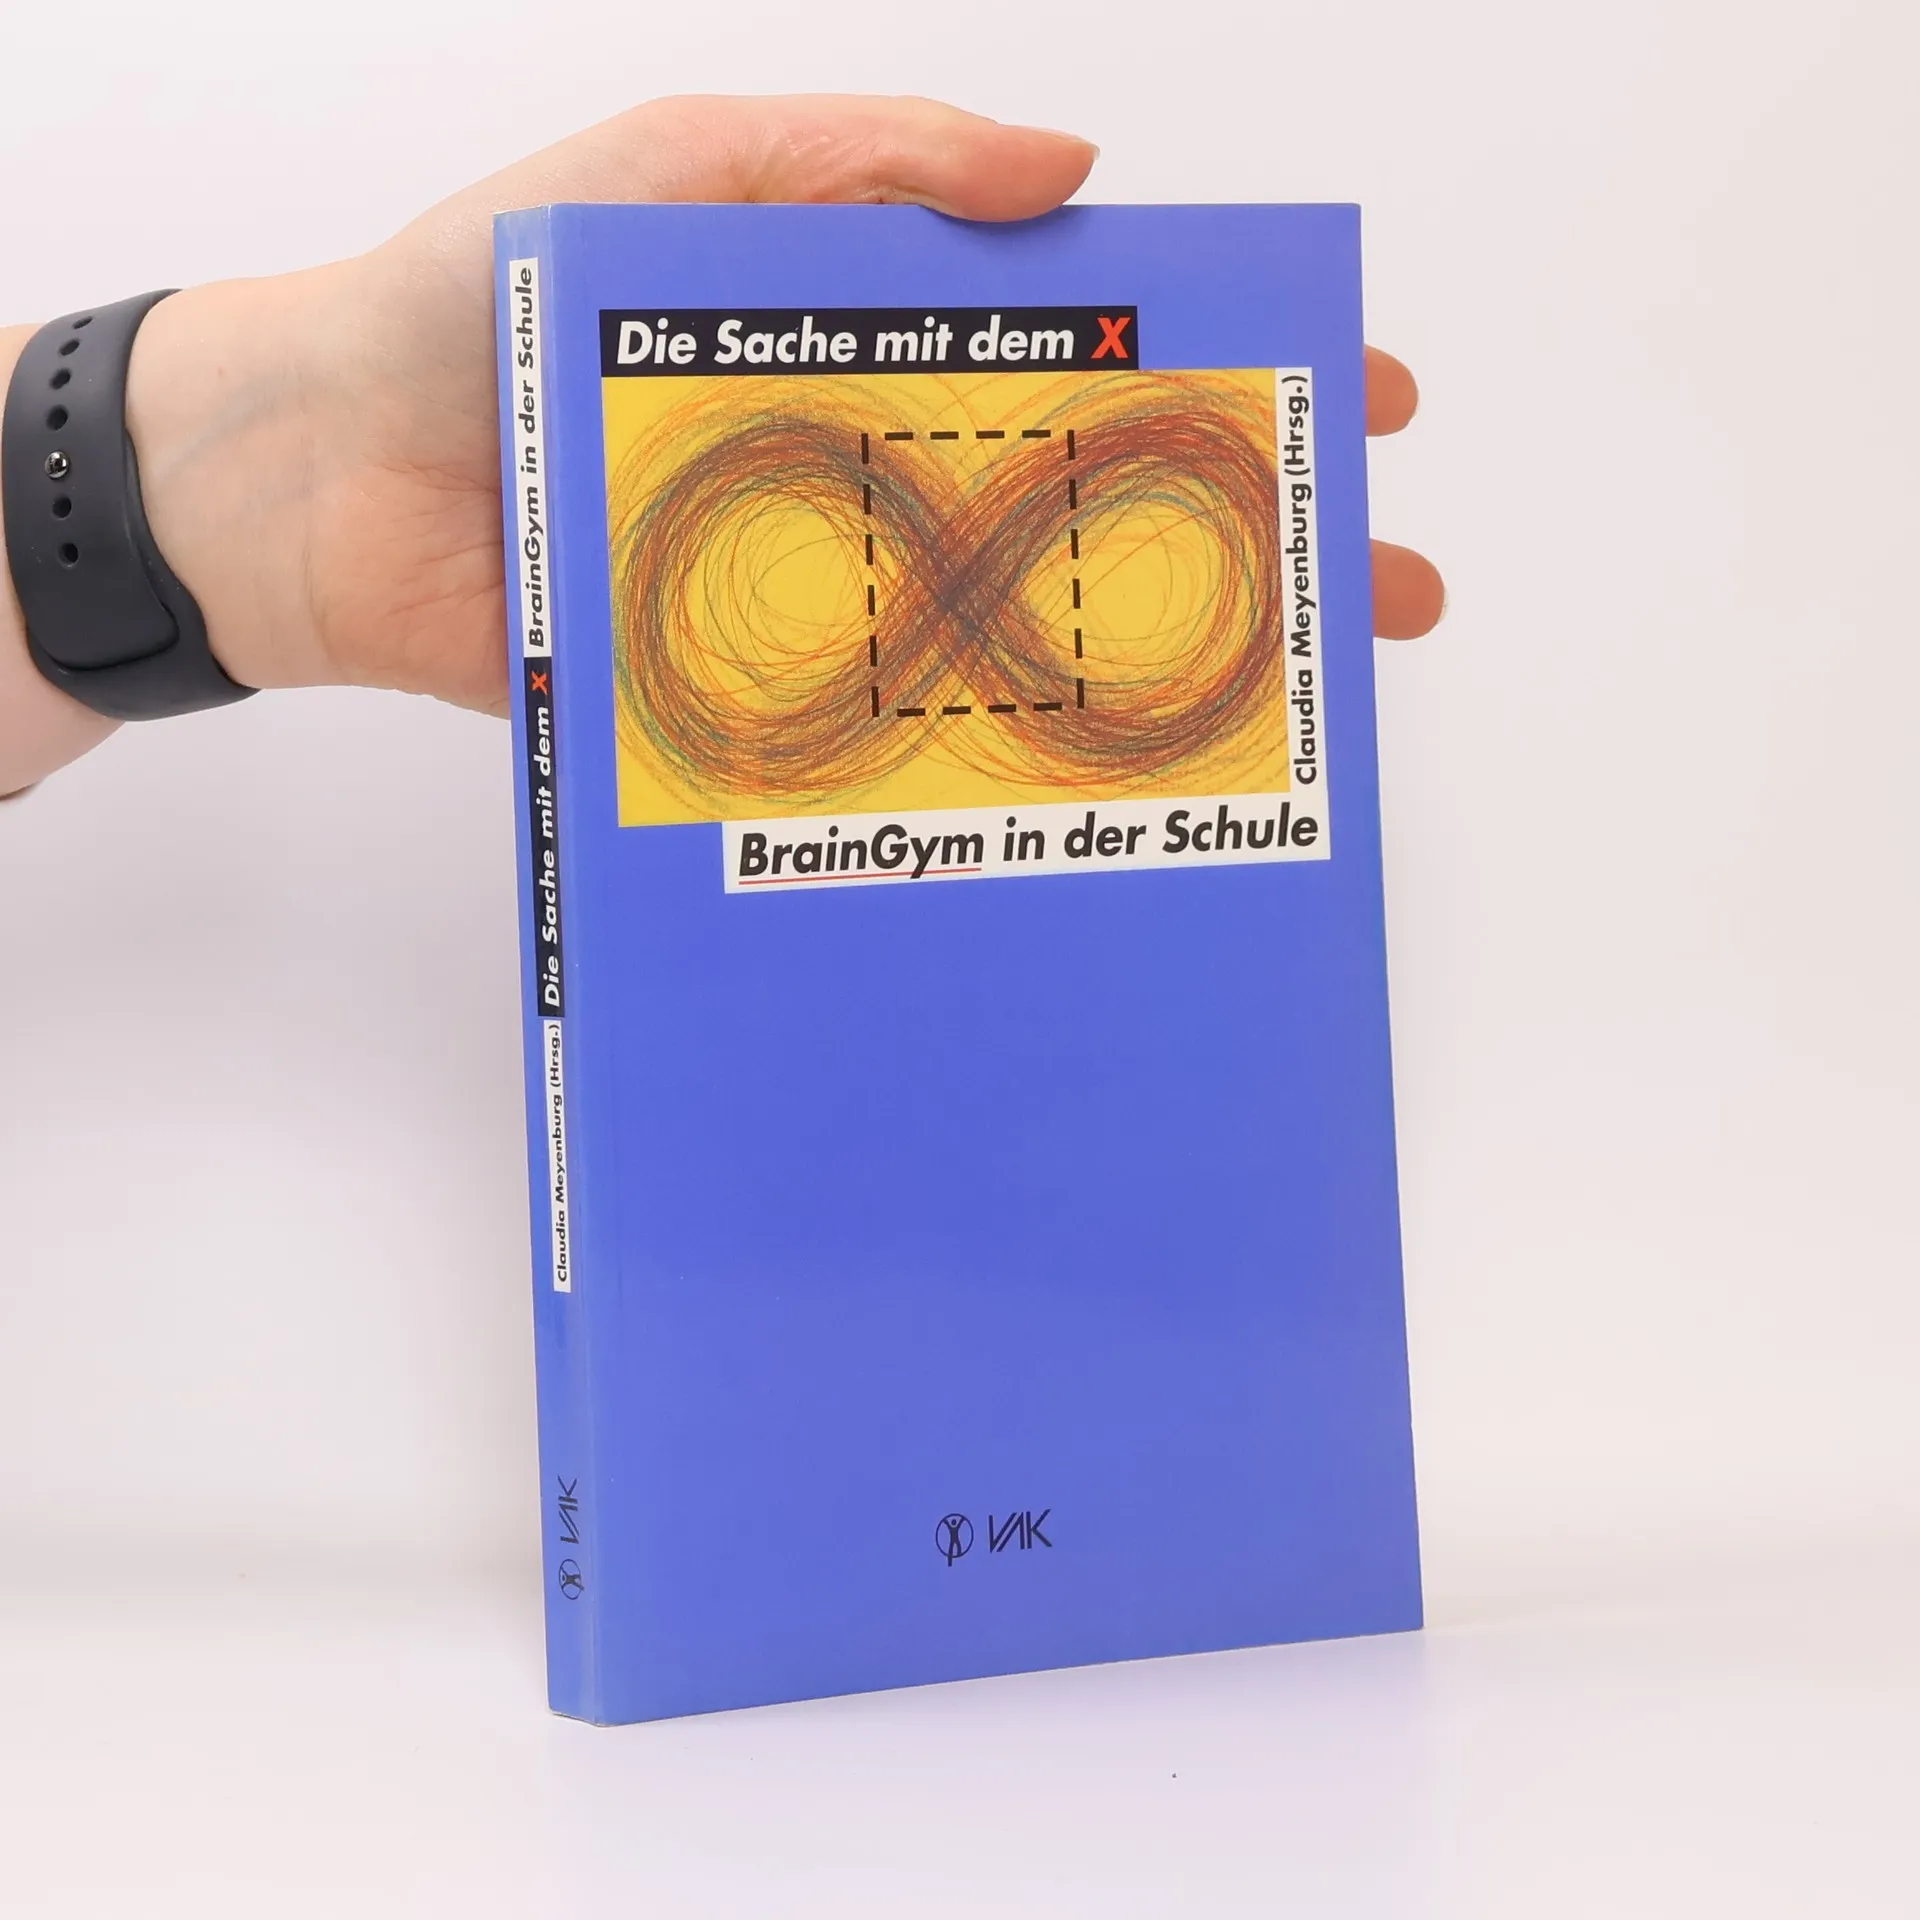 Die Sache mit dem X
Claudia Meyenburg (Hrsg.)
BrainGym in der Schule
VAK
Claudia Meyenburg (Hrsg.) Die Sache mit dem X BrainGym in der Schule
VAK